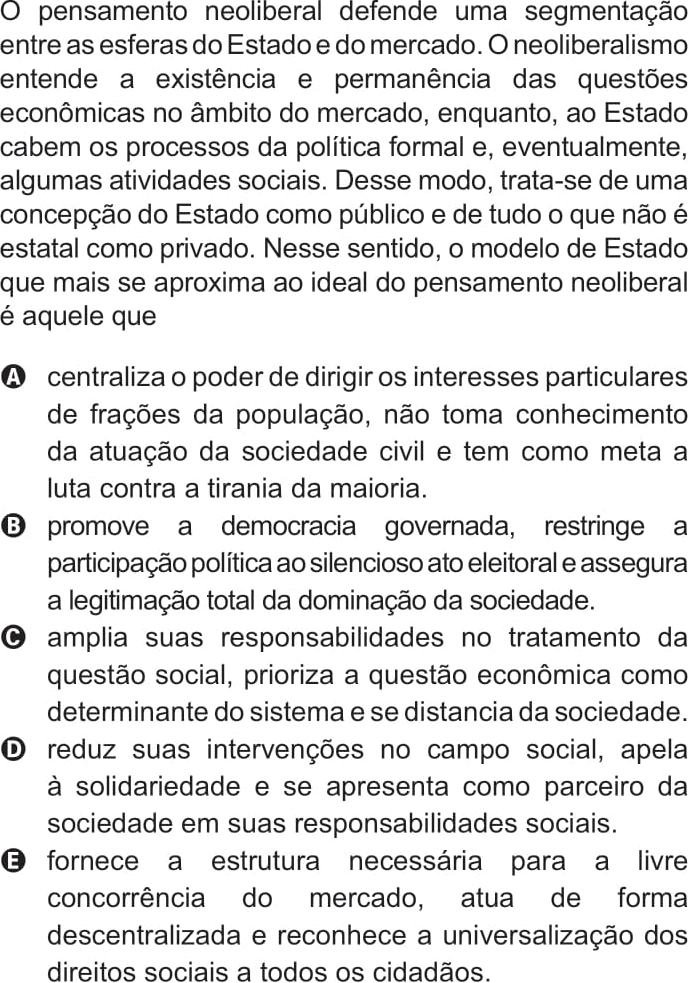 O pensamento neoliberal defende uma segmentação
entre as esferas do Estado e do mercado. O neoliberalismo
entende a existência e permanência das questões
econômicas no âmbito do mercado, enquanto, ao Estado
cabem os processos da política formal e, eventualmente,
algumas atividades sociais. Desse modo, trata-se de uma
concepção do Estado como público e de tudo o que não é
estatal como privado. Nesse sentido, o modelo de Estado
que mais se aproxima ao ideal do pensamento neoliberal
é aquele que
A centraliza o poder de dirigir os interesses particulares
de frações da população, não toma conhecimento
da atuação da sociedade civil e tem como meta a
luta contra a tirania da maioria.
B promove a democracia governada, restringe a
participação política ao silencioso ato eleitoral e assegura
a legitimação total da dominação da sociedade.
C amplia suas responsabilidades no tratamento da
questão social, prioriza a questão econômica como
determinante do sistema e se distancia da sociedade.
D reduz suas intervenções no campo social, apela
à solidariedade e se apresenta como parceiro da
sociedade em suas responsabilidades sociais.
E fornece a estrutura necessária para a livre
concorrência do mercado, atua de forma
descentralizada e reconhece a universalização dos
direitos sociais a todos os cidadãos.